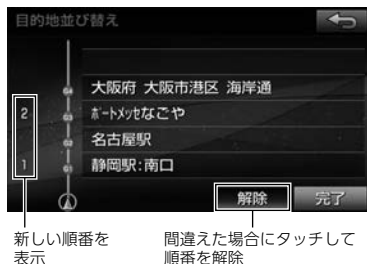 目的地並び替え
大阪府 大阪市港区 海岸通
2
ポートメッセなごや
名古屋駅
1
静岡駅:南口
解除
完了
新しい順番を
表示
間違えた場合にタッチして
順番を解除